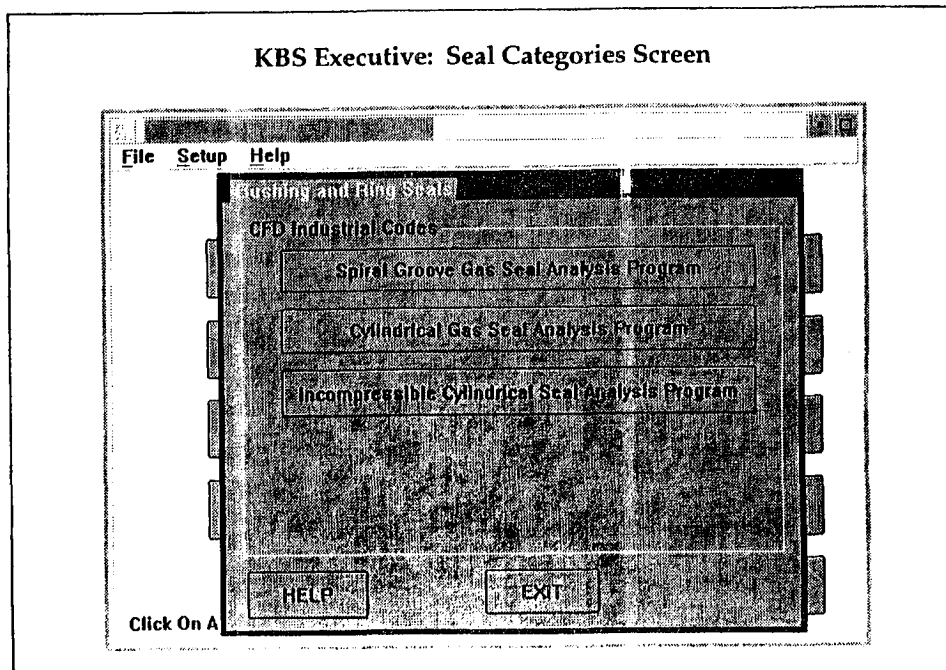 KBS Executive: Seal Categories Screen
File Setup Help
Bushing and Ring Seals
CFD Industrial Codes
Spiral Groove Gas Seal Analysis Program
Cylindrical Gas Seal Analysis Program
Incompressible Cylindrical Seal Analysis Program
HELP EXIT
Click On A